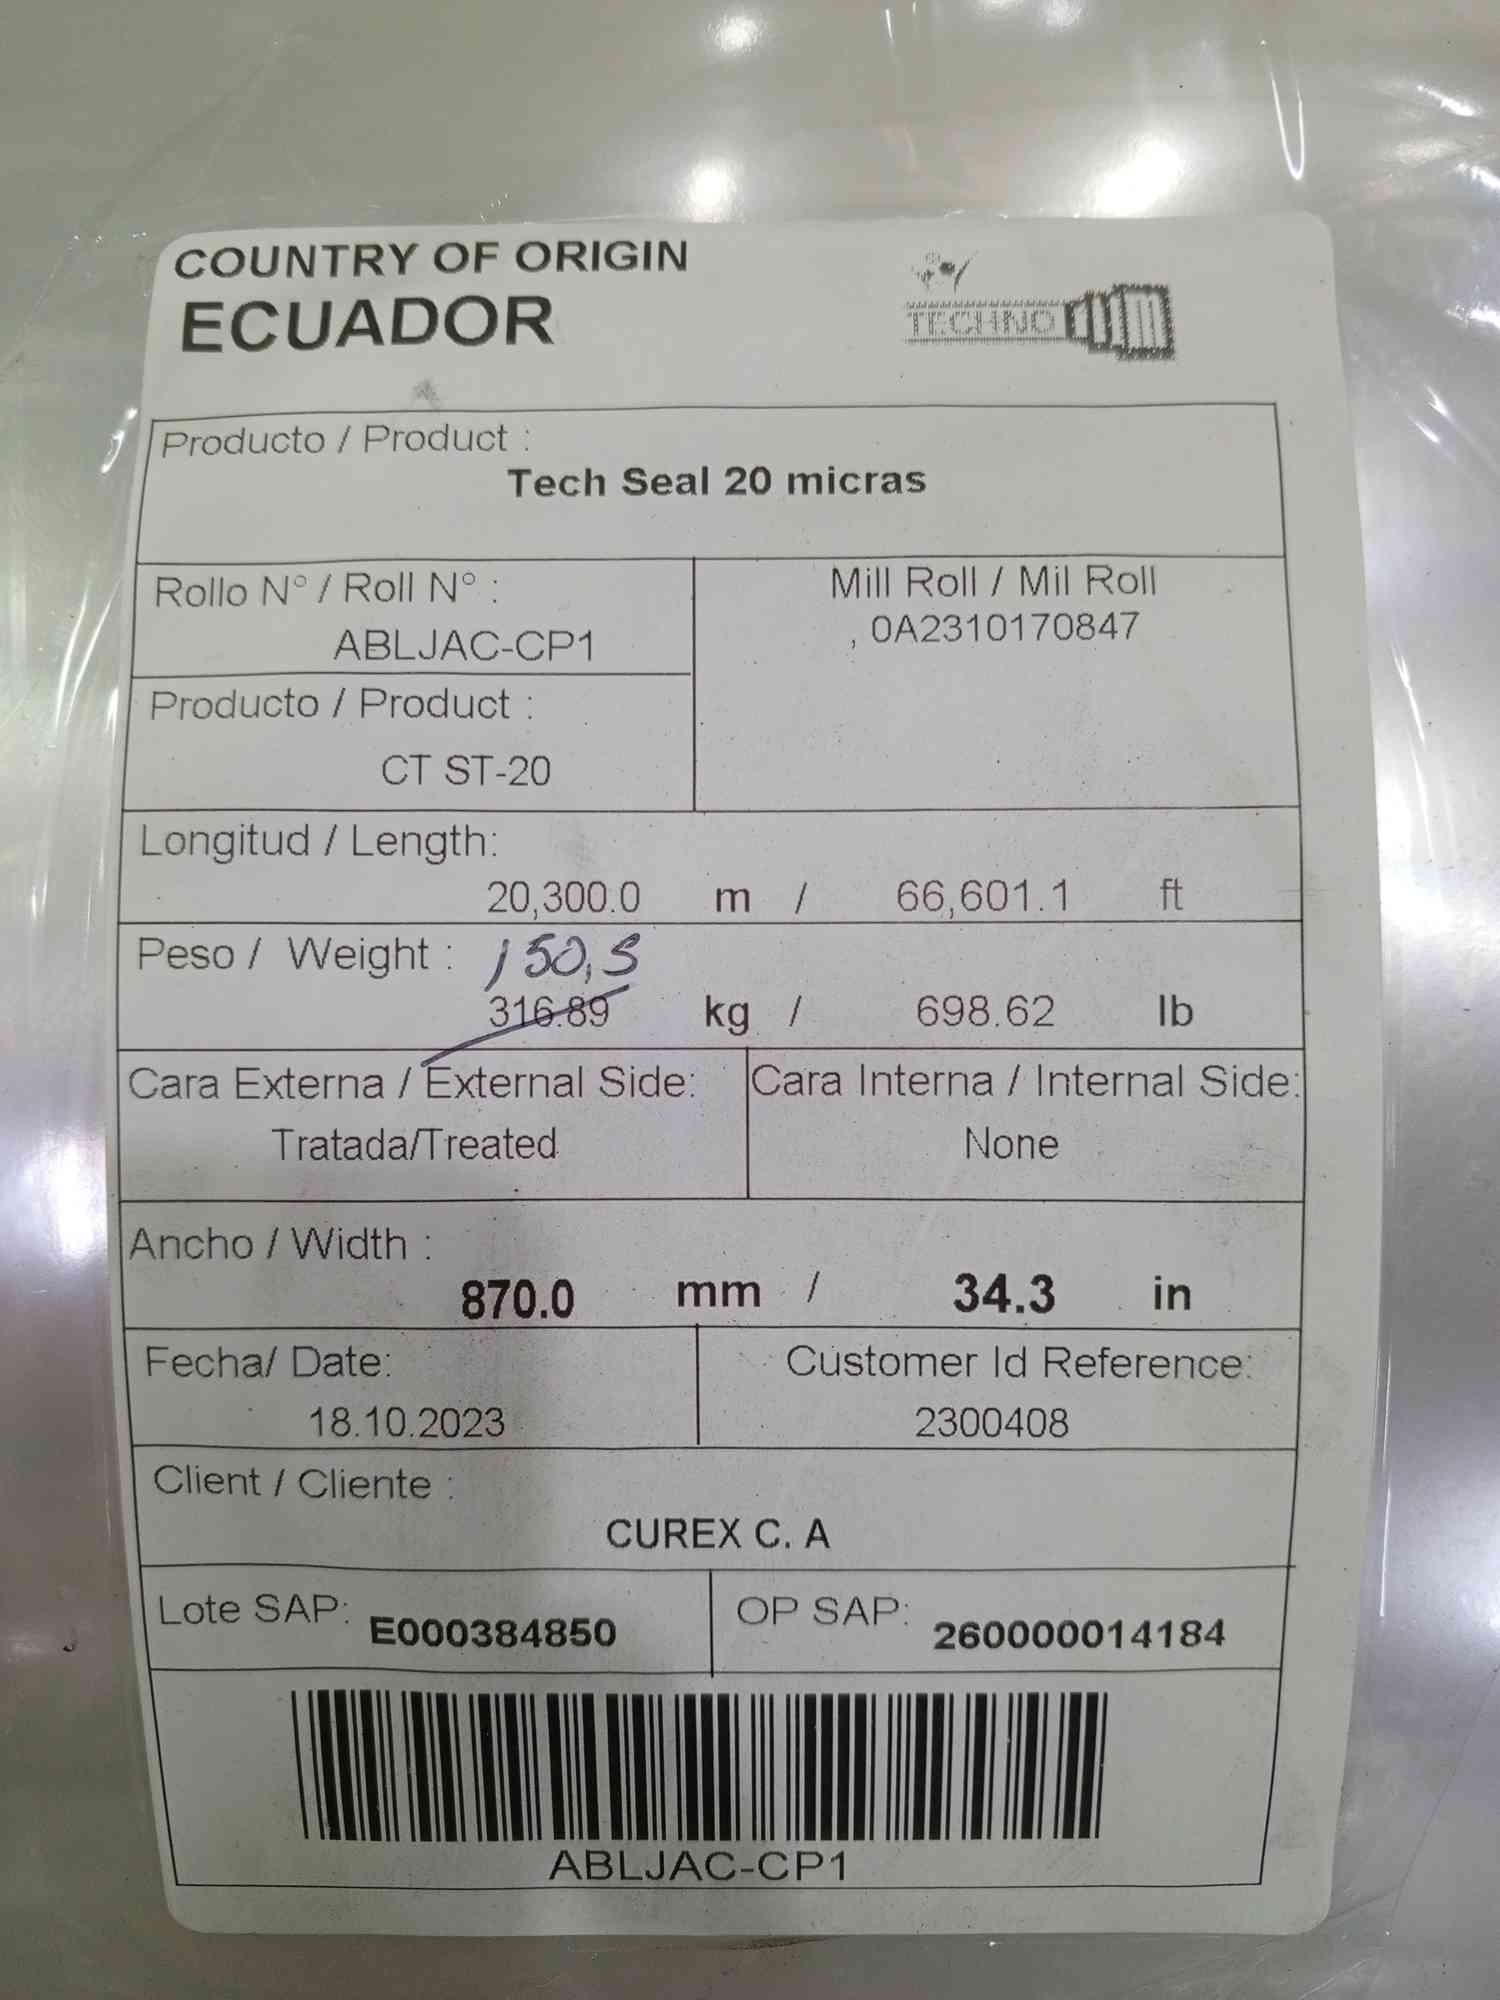 COUNTRY OF ORIGIN
ECUADOR
TECHNO
Producto / Product :
Tech Seal 20 micras
Rollo N° / Roll N° :
ABLJAC-CP1
Mill Roll / Mil Roll
, 0A2310170847
Producto / Product :
CT ST-20
Longitud / Length:
20,300.0 m / 66,601.1 ft
Peso / Weight : 150,5
316.89 kg / 698.62 lb
Cara Externa / External Side:
Tratada/Treated
Cara Interna / Internal Side:
None
Ancho / Width :
870.0 mm / 34.3 in
Fecha/ Date:
18.10.2023
Customer Id Reference:
2300408
Client / Cliente :
CUREX C. A
Lote SAP: E000384850
OP SAP: 260000014184
ABLJAC-CP1